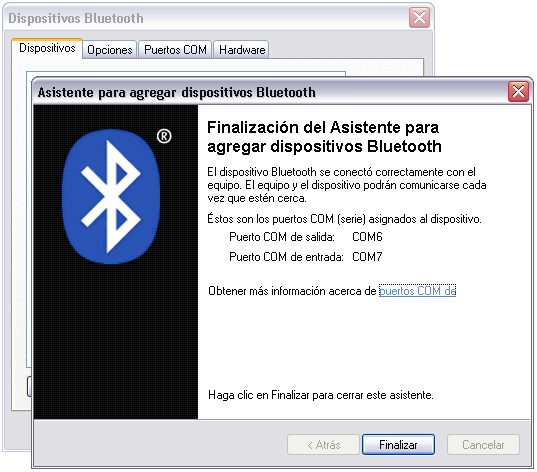 Dispositivos Bluetooth
Dispositivos Opciones Puertos COM Hardware
Asistente para agregar dispositivos Bluetooth
®
Finalización del Asistente para
agregar dispositivos Bluetooth
El dispositivo Bluetooth se conectó correctamente con el
equipo. El equipo y el dispositivo podrán comunicarse cada
vez que estén cerca.
Éstos son los puertos COM (serie) asignados al dispositivo.
Puerto COM de salida: COM6
Puerto COM de entrada: COM7
Obtener más información acerca de puertos COM de
Haga clic en Finalizar para cerrar este asistente.
< Atrás Finalizar Cancelar